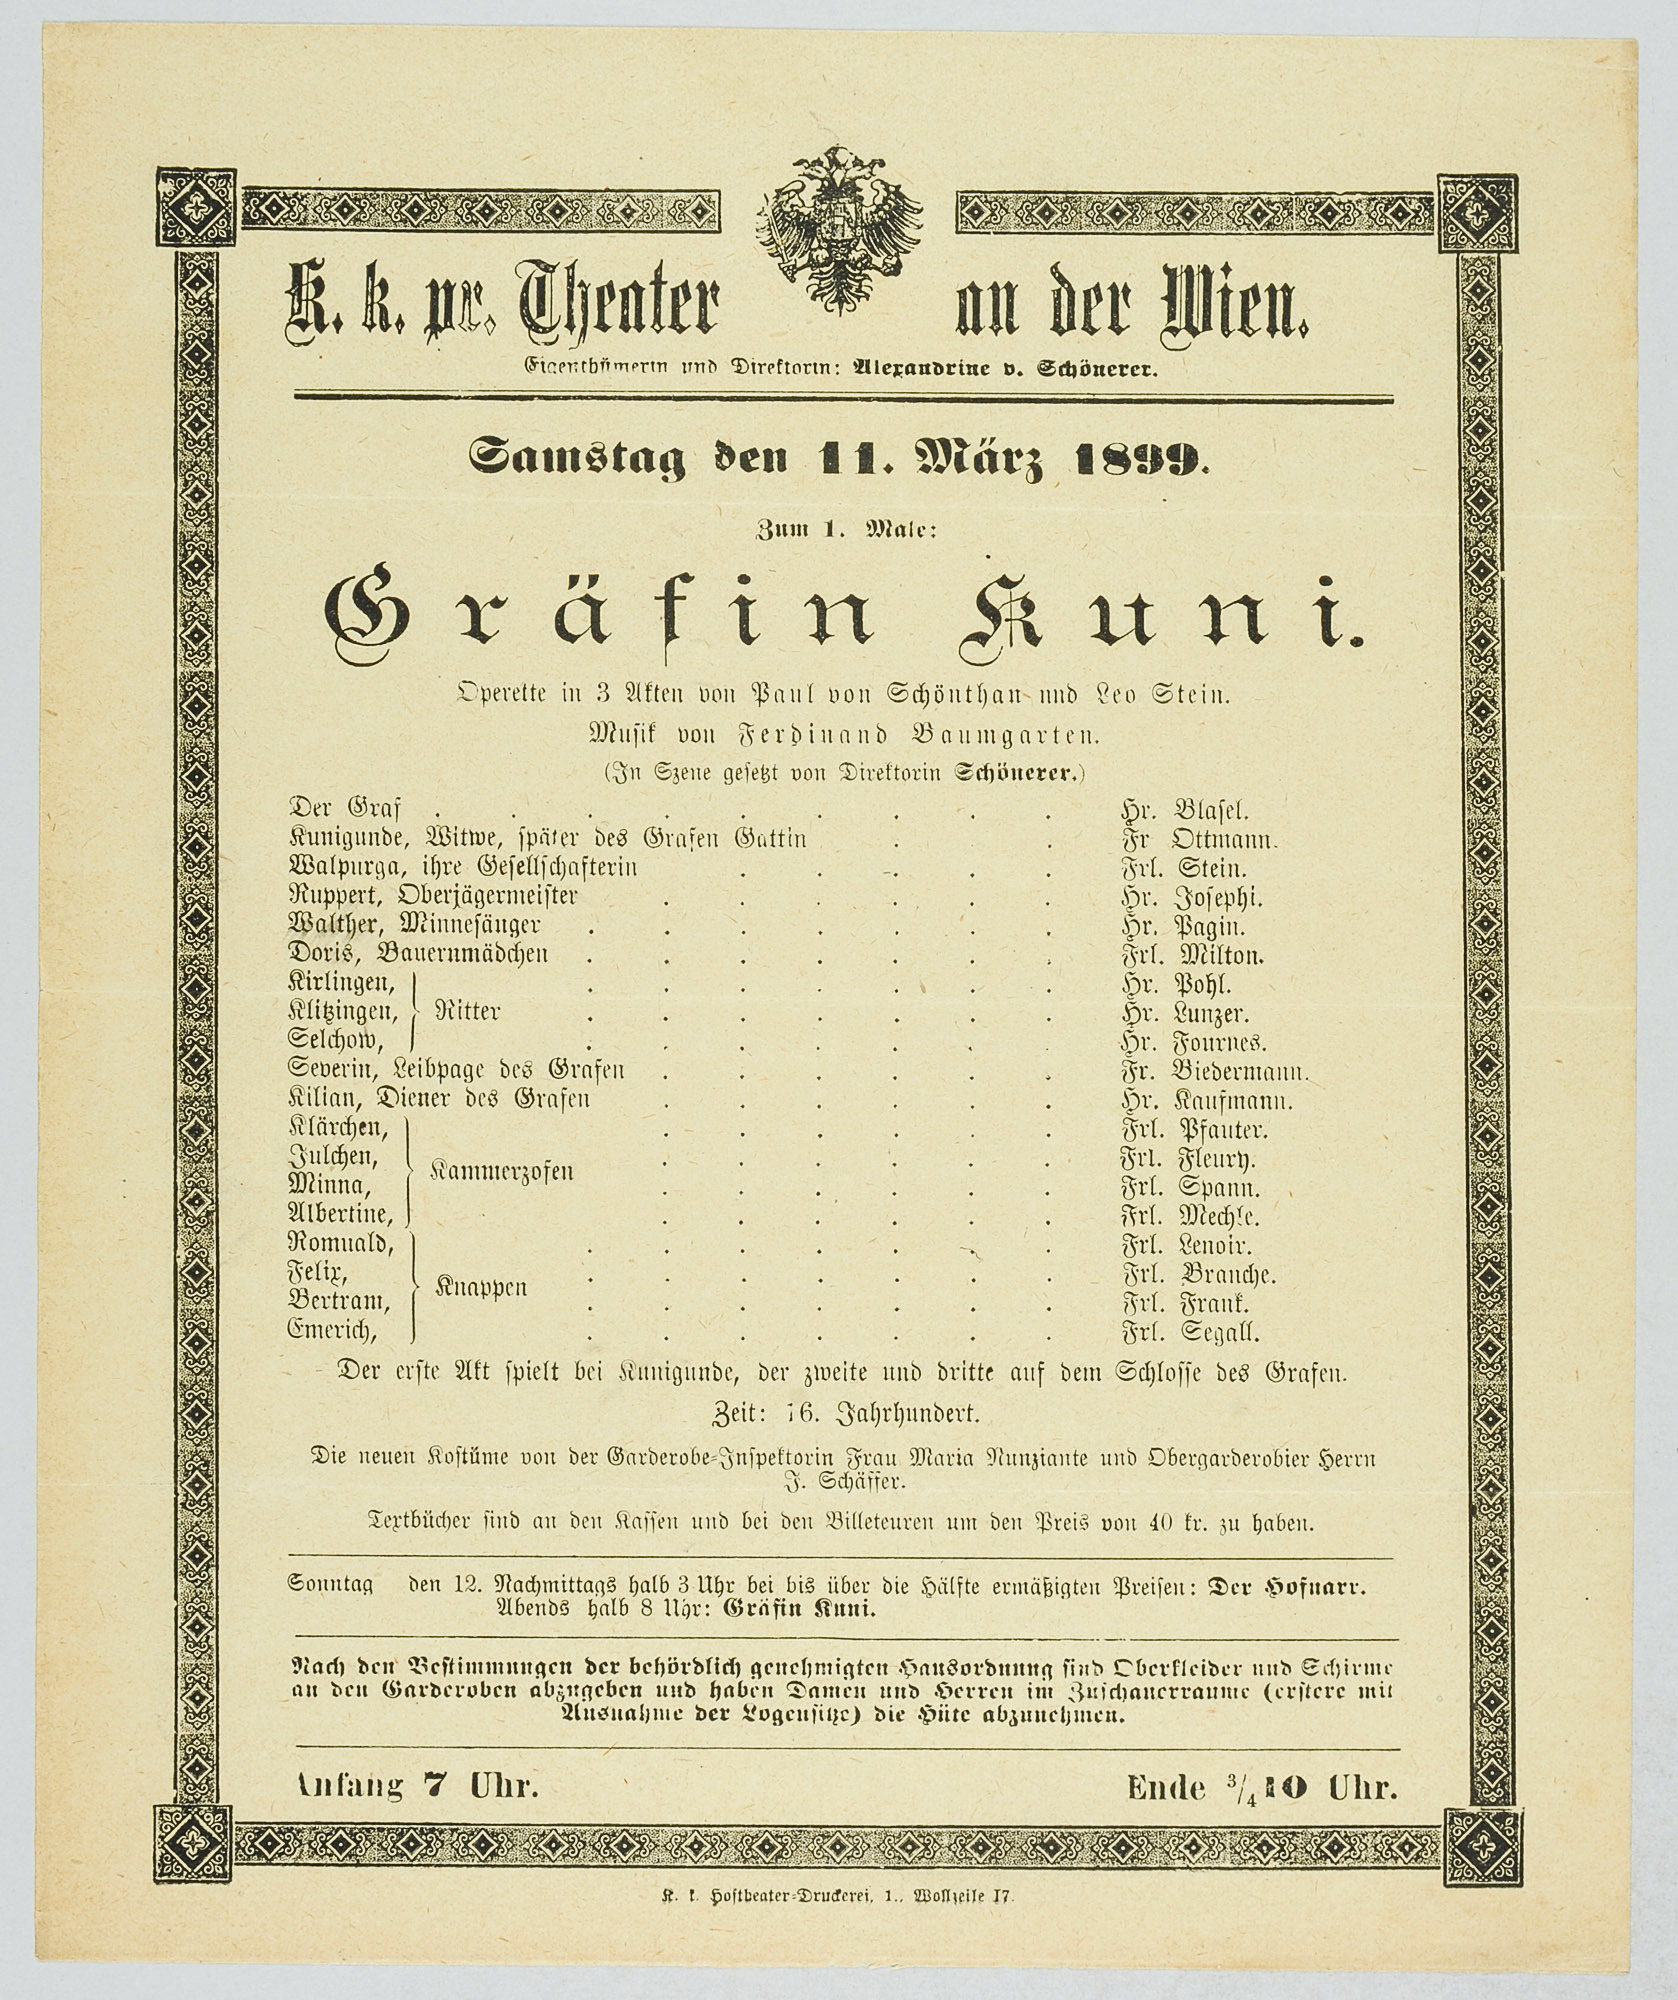 K. k. pr. Theater an der Wien.
Eigenthümerin und Direktorin: Alexandrine v. Schönerer.
Samstag den 11. März 1899.
Zum 1. Male:
Gräfin Kuni.
Operette in 3 Akten von Paul von Schönthan und Leo Stein.
Musik von Ferdinand Baumgarten.
(In Szene gesetzt von Direktorin Schönerer.)
Der Graf . . . . . . . . . Hr. Blasel.
Kunigunde, Witwe, später des Grafen Gattin . . Fr Ottmann.
Walpurga, ihre Gesellschafterin . . . . . Frl. Stein.
Ruppert, Oberjägermeister . . . . . . Hr. Josephi.
Walther, Minnesänger . . . . . . . Hr. Pagin.
Doris, Bauernmädchen . . . . . . . Frl. Milton.
Kirlingen, . . . . . . . Hr. Pohl.
Klitzingen, Ritter . . . . . . . Hr. Lunzer.
Selchow, . . . . . . . Hr. Fournes.
Severin, Leibpage des Grafen . . . . . . Fr. Biedermann.
Kilian, Diener des Grafen . . . . . . Hr. Kaufmann.
Klärchen, . . . . . . Frl. Pfauter.
Julchen, . . . . . . Frl. Fleury.
Kammerzofen
Minna, . . . . . . Frl. Spann.
Albertine, . . . . . . Frl. Mechle.
Romuald, . . . . . . . Frl. Lenoir.
Felix, . . . . . . . Frl. Branche.
Knappen
Bertram, . . . . . . . Frl. Frank.
Emerich, . . . . . . . Frl. Segall.
Der erste Akt spielt bei Kunigunde, der zweite und dritte auf dem Schlosse des Grafen.
Zeit: 16. Jahrhundert.
Die neuen Kostüme von der Garderobe-Inspektorin Frau Maria Nunziante und Obergarderobier Herrn
J. Schäffer.
Textbücher sind an den Kassen und bei den Billeteuren um den Preis von 40 kr. zu haben.
Sonntag den 12. Nachmittags halb 3 Uhr bei bis über die Hälfte ermäßigten Preisen: Der Hofnarr.
Abends halb 8 Uhr: Gräfin Kuni.
Nach den Bestimmungen der behördlich genehmigten Hausordnung sind Oberkleider und Schirme
an den Garderoben abzugeben und haben Damen und Herren im Zuschauerraume (erstere mit
Ausnahme der Logensitze) die Hüte abzunehmen.
Anfang 7 Uhr. Ende 3/4 10 Uhr.
K. k. Hoftheater-Druckerei, 1., Wollzeile 17.